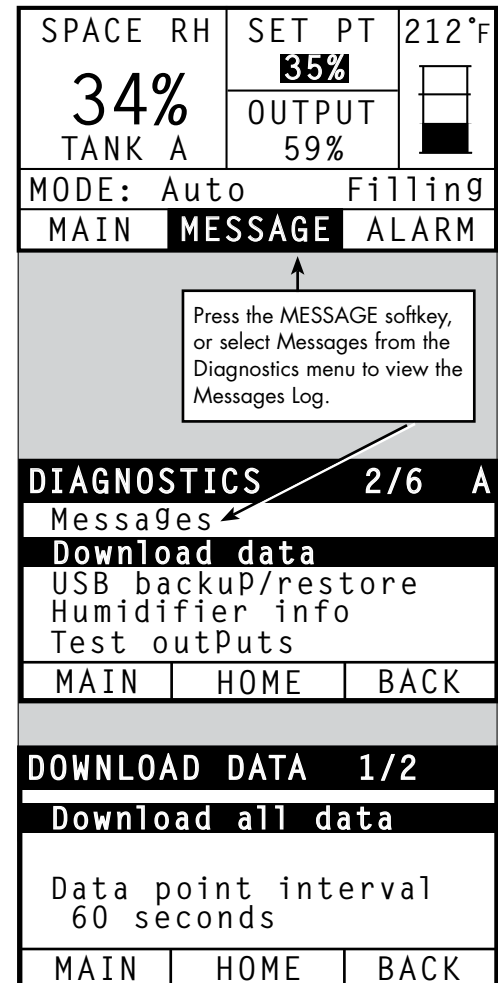 SPACE RH
34%
TANK A
SET PT
35%
OUTPUT
59%
212°F
MODE: Auto Filling
MAIN MESSAGE ALARM
Press the MESSAGE softkey,
or select Messages from the
Diagnostics menu to view the
Messages Log.
DIAGNOSTICS 2/6 A
Messages
Download data
USB backup/restore
Humidifier info
Test outputs
MAIN HOME BACK
DOWNLOAD DATA 1/2
Download all data
Data point interval
60 seconds
MAIN HOME BACK